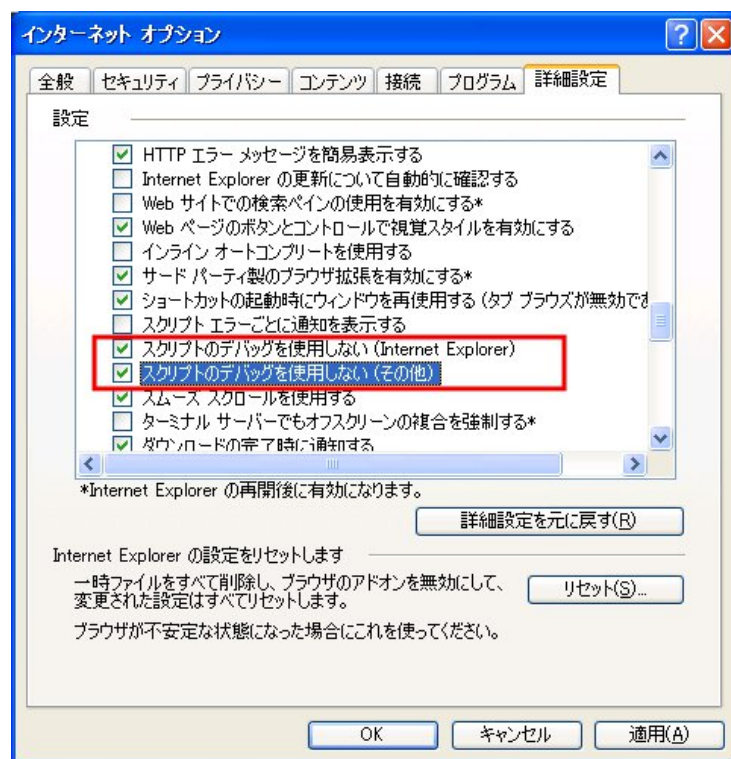 インターネット オプション
全般 セキュリティ プライバシー コンテンツ 接続 プログラム 詳細設定
設定
HTTP エラー メッセージを簡易表示する
Internet Explorer の更新について自動的に確認する
Web サイトでの検索ペインの使用を有効にする*
Web ページのボタンとコントロールで視覚スタイルを有効にする
インライン オートコンプリートを使用する
サード パーティ製のブラウザ拡張を有効にする*
ショートカットの起動時にウィンドウを再使用する (タブ ブラウズが無効であ
スクリプト エラーごとに通知を表示する
スクリプトのデバッグを使用しない (Internet Explorer)
スクリプトのデバッグを使用しない (その他)
スムーズ スクロールを使用する
ターミナル サーバーでもオフスクリーンの複合を強制する*
ダウンロードの完了時に通知する
*Internet Explorer の再開後に有効になります。
詳細設定を元に戻す(R)
Internet Explorer の設定をリセットします
一時ファイルをすべて削除し、ブラウザのアドオンを無効にして、
変更された設定はすべてリセットします。
リセット(S)...
ブラウザが不安定な状態になった場合にこれを使ってください。
OK キャンセル 適用(A)